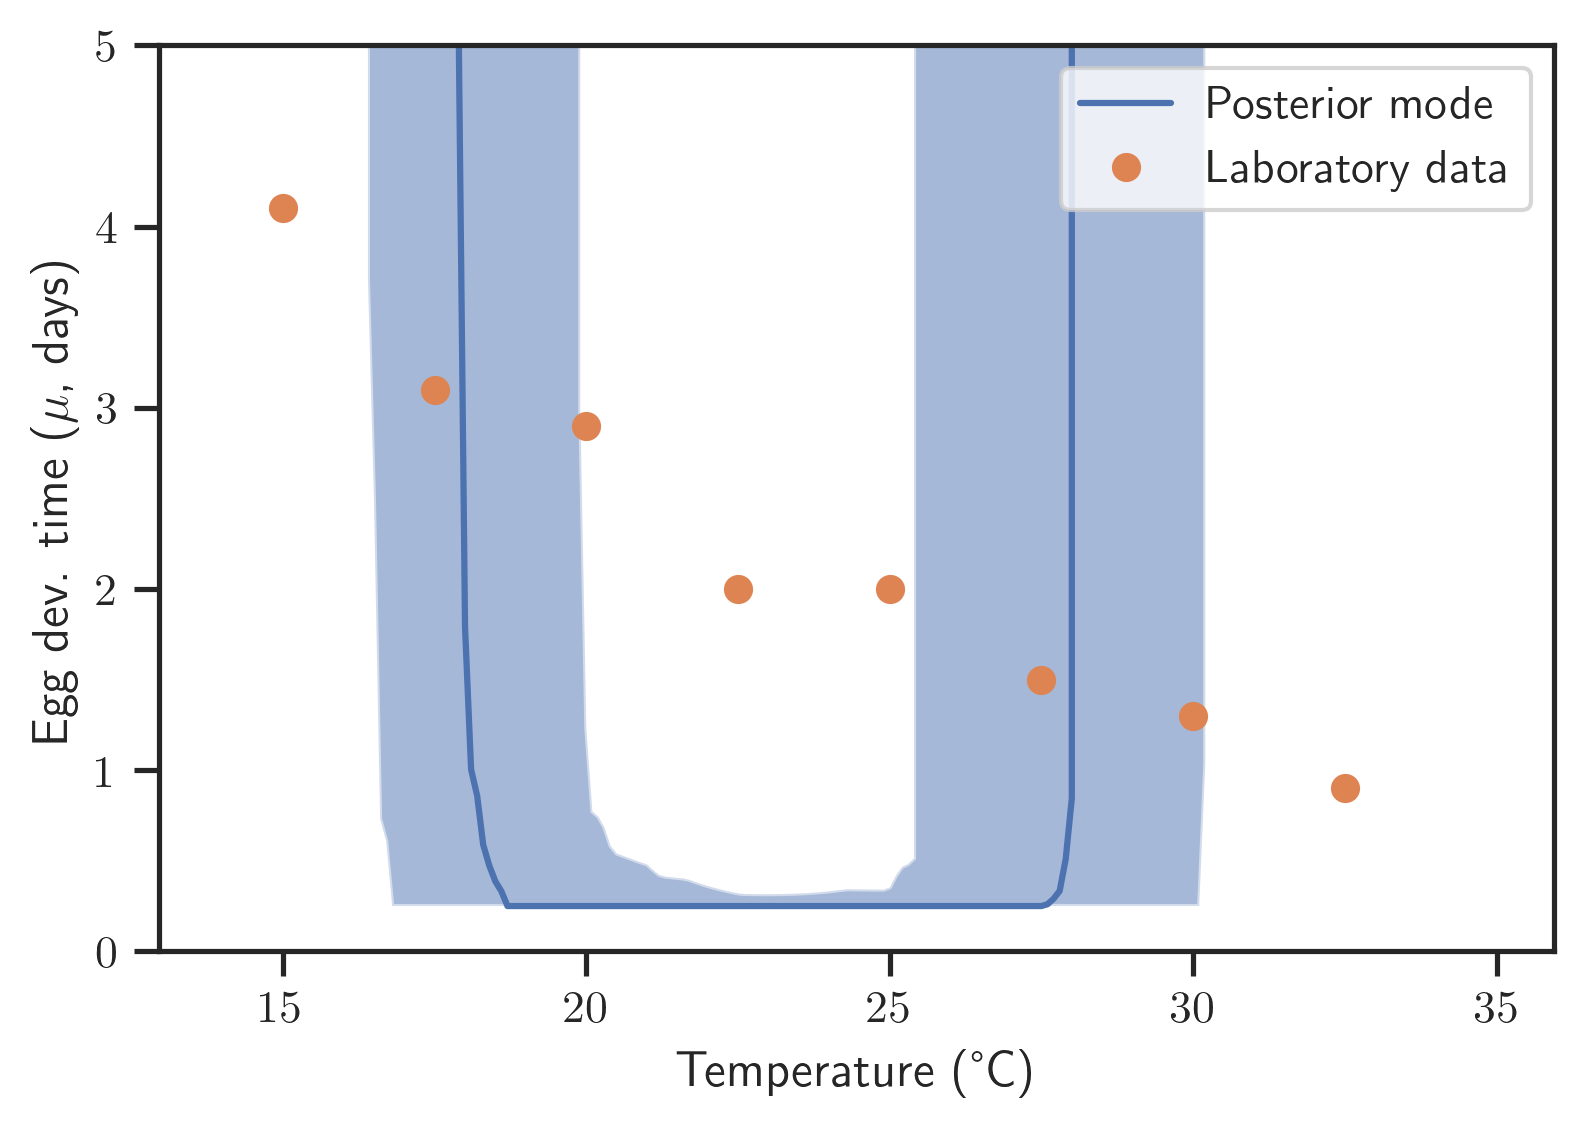 5
4
3
2
1
0
Egg dev. time (μ, days)
Posterior mode
Laboratory data
15 20 25 30 35
Temperature (°C)